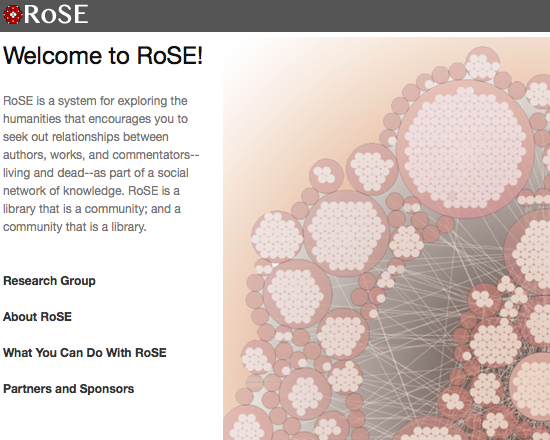 RoSE
Welcome to RoSE!
RoSE is a system for exploring the
humanities that encourages you to
seek out relationships between
authors, works, and commentators--
living and dead--as part of a social
network of knowledge. RoSE is a
library that is a community; and a
community that is a library.
Research Group
About RoSE
What You Can Do With RoSE
Partners and Sponsors